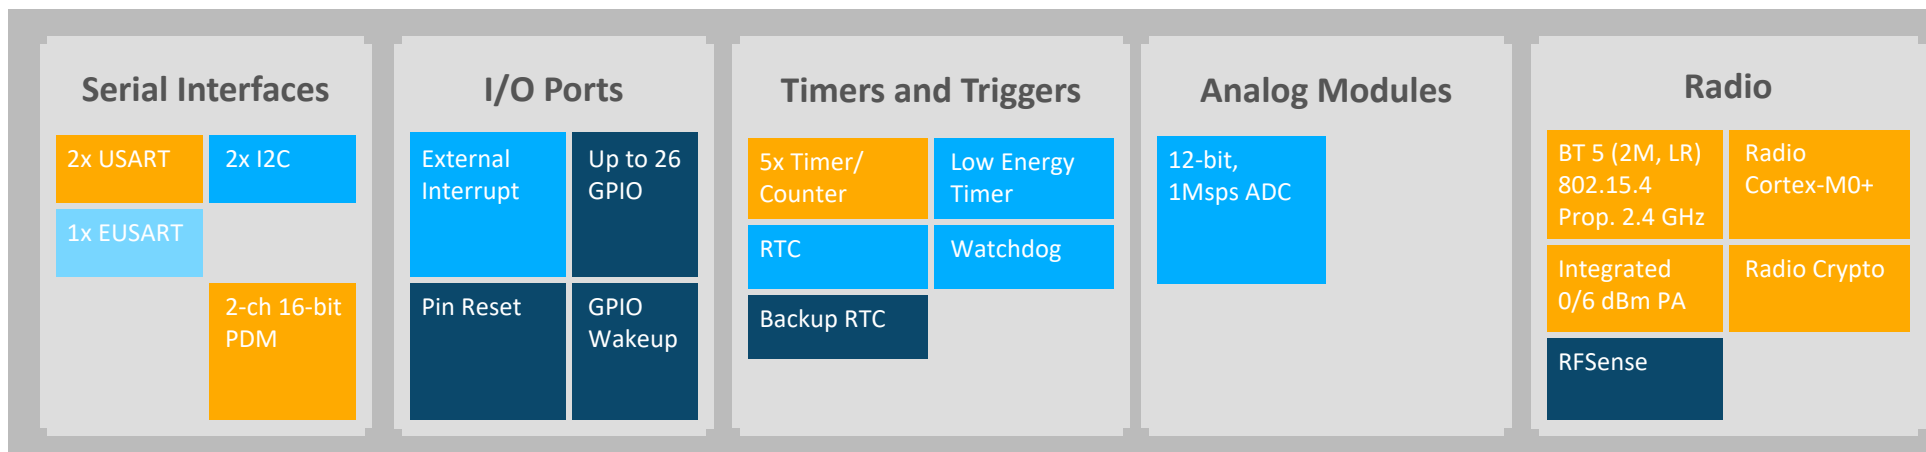 Serial Interfaces
2x USART
2x I2C
1x EUSART
2-ch 16-bit
PDM
I/O Ports
External
Interrupt
Up to 26
GPIO
Pin Reset
GPIO
Wakeup
Timers and Triggers
5x Timer/
Counter
Low Energy
Timer
RTC
Watchdog
Backup RTC
Analog Modules
12-bit,
1Msps ADC
Radio
BT 5 (2M, LR)
802.15.4
Prop. 2.4 GHz
Radio
Cortex-M0+
Integrated
0/6 dBm PA
Radio Crypto
RFSense